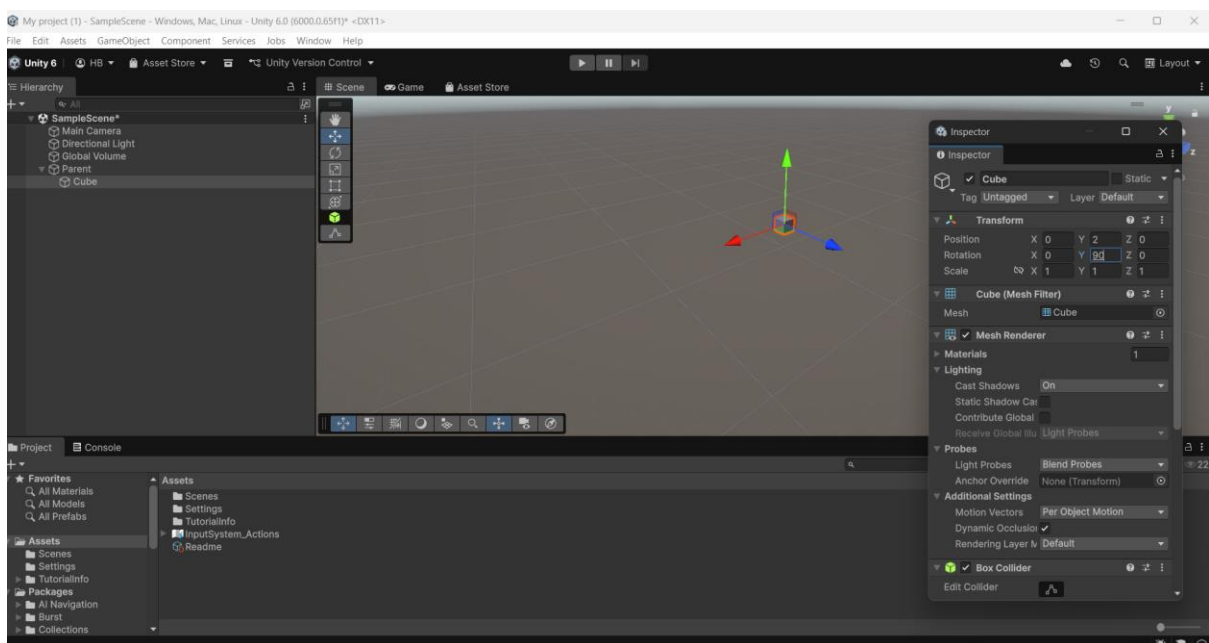 My project (1) - SampleScene - Windows, Mac, Linux - Unity 6.0 (6000.0.65f1)* <DX11>
File Edit Assets GameObject Component Services Jobs Window Help
Unity 6 HB Asset Store Unity Version Control Layout
Hierarchy
All
SampleScene*
Main Camera
Directional Light
Global Volume
Parent
Cube
Scene Game Asset Store
y
z
Inspector
Inspector
Cube Static
Tag Untagged Layer Default
Transform
Position X 0 Y 2 Z 0
Rotation X 0 Y 90 Z 0
Scale X 1 Y 1 Z 1
Cube (Mesh Filter)
Mesh Cube
Mesh Renderer
Materials 1
Lighting
Cast Shadows On
Static Shadow Ca
Contribute Global
Receive Global Illu Light Probes
Probes
Light Probes Blend Probes
Anchor Override None (Transform)
Additional Settings
Motion Vectors Per Object Motion
Dynamic Occlusio
Rendering Layer M Default
Box Collider
Edit Collider
Project Console
22
Favorites
All Materials
All Models
All Prefabs
Assets
Scenes
Settings
TutorialInfo
Packages
AI Navigation
Burst
Collections
Assets
Scenes
Settings
TutorialInfo
InputSystem_Actions
Readme